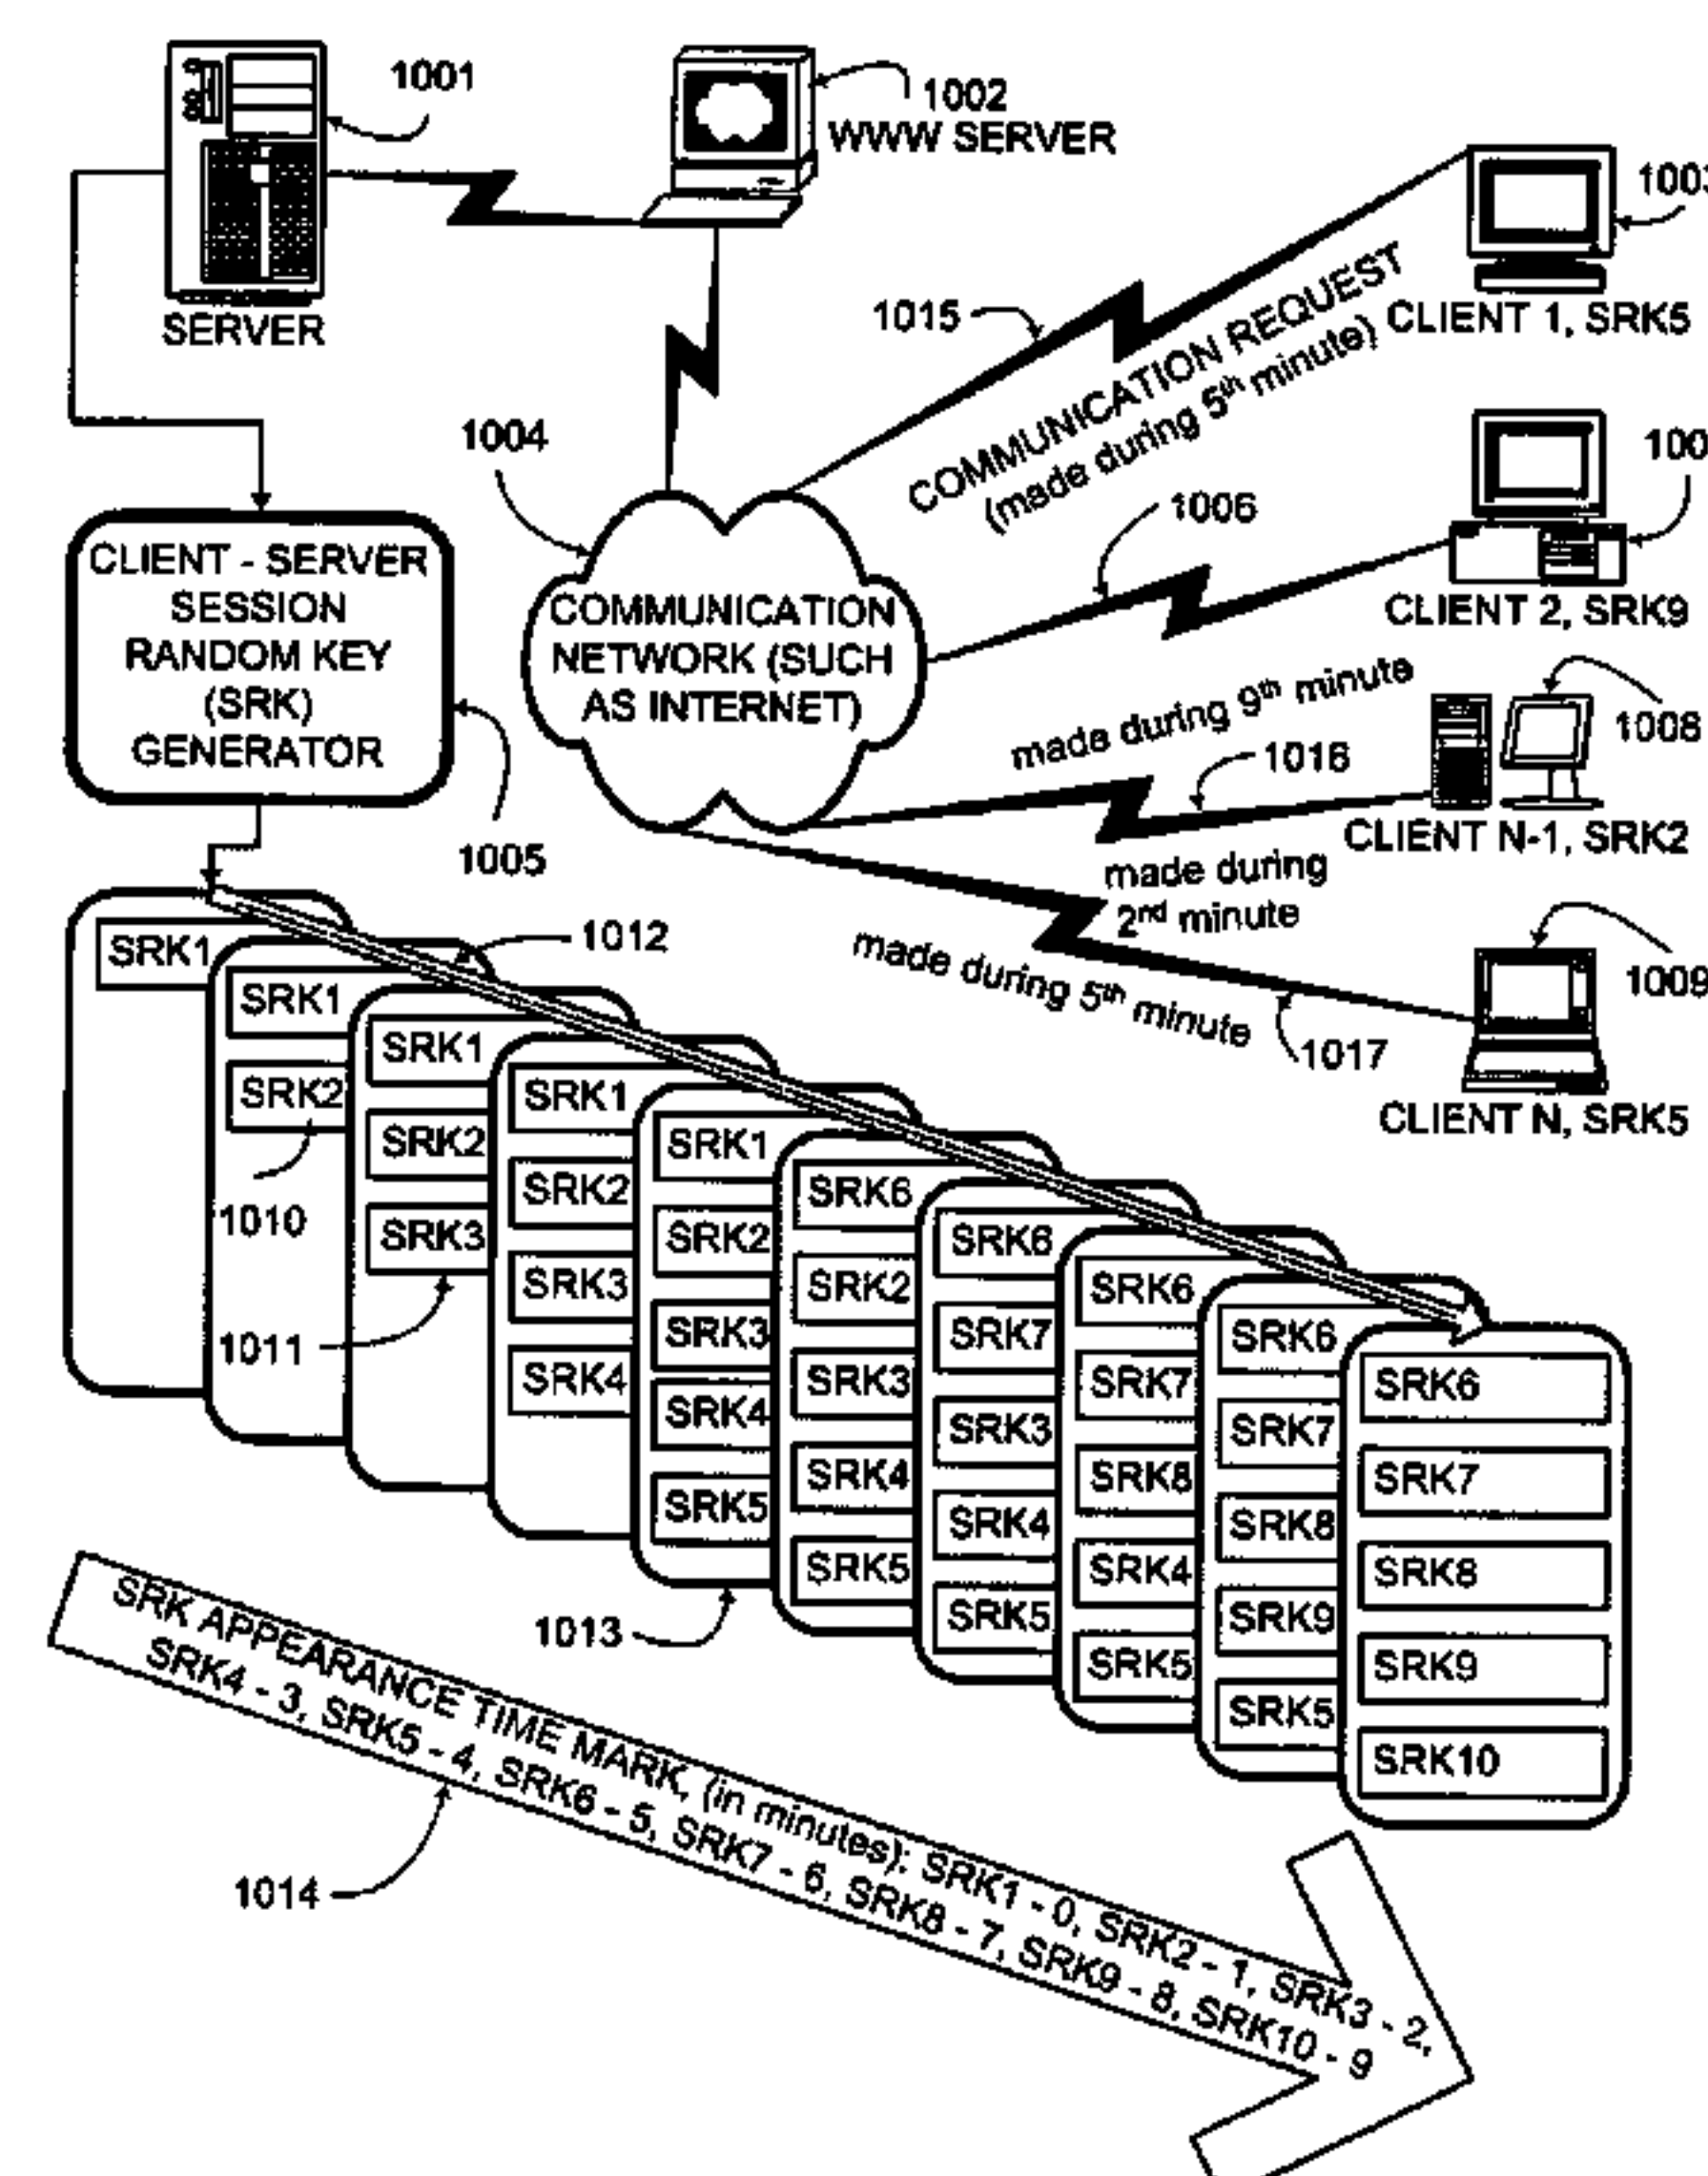 1001
1002
WWW SERVER
SERVER
1015
COMMUNICATION REQUEST
(made during 5th minute)
CLIENT 1, SRK5
1004
1006
CLIENT 2, SRK9
CLIENT - SERVER
SESSION
RANDOM KEY
(SRK)
GENERATOR
COMMUNICATION
NETWORK (SUCH
AS INTERNET)
made during 9th minute
1016
1008
CLIENT N-1, SRK2
1005
made during
2nd minute
made during 5th minute
1017
1009
CLIENT N, SRK5
1012
SRK1
SRK1
SRK2
1010
SRK1
SRK2
SRK3
1011
SRK1
SRK2
SRK3
SRK4
SRK1
SRK2
SRK3
SRK4
SRK5
1013
SRK6
SRK2
SRK3
SRK4
SRK5
SRK6
SRK7
SRK3
SRK4
SRK5
SRK6
SRK7
SRK8
SRK4
SRK5
SRK6
SRK7
SRK8
SRK9
SRK5
SRK6
SRK7
SRK8
SRK9
SRK10
SRK APPEARANCE TIME MARK, (in minutes): SRK1 - 0, SRK2 - 1, SRK3 - 2,
SRK4 - 3, SRK5 - 4, SRK6 - 5, SRK7 - 6, SRK8 - 7, SRK9 - 8, SRK10 - 9
1014